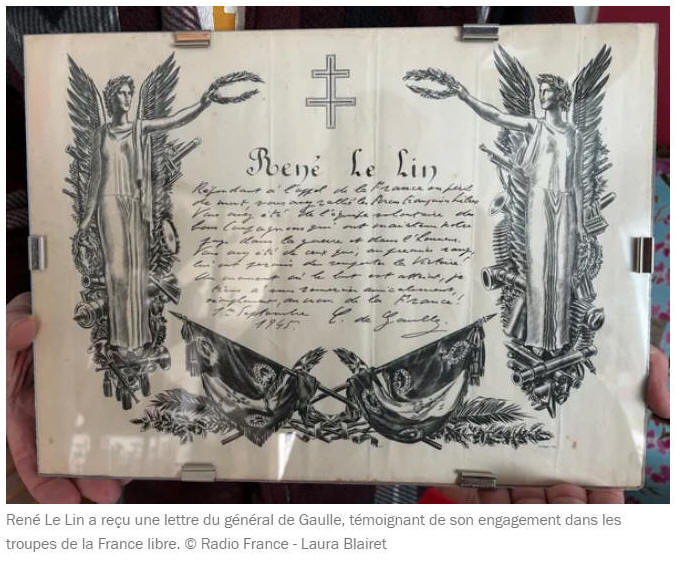 René Le Lin
Répondant à l'appel de la France en péril
de mort, vous avez rallié les Forces françaises Libres.
Vous avez été de l'équipe volontaire des
bons compagnons qui ont maintenu notre
pays dans la guerre et dans l'honneur.
Vous avez été de ceux qui, au premier rang,
lui ont permis de remporter la Victoire!
Au moment où le but est atteint, je
tiens à vous remercier amicalement,
simplement, au nom de la France!
1er Septembre
1945. C. de Gaulle
René Le Lin a reçu une lettre du général de Gaulle, témoignant de son engagement dans les
troupes de la France libre. © Radio France - Laura Blairet